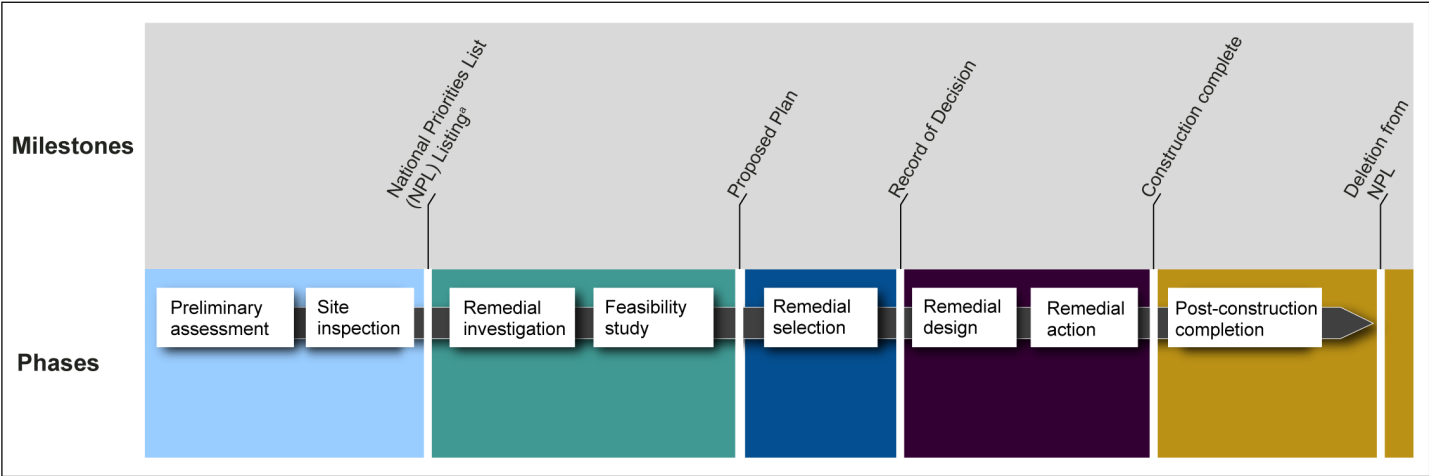 Milestones
National Priorities List
(NPL) Listingᵃ
Proposed Plan
Record of Decision
Construction complete
Deletion from
NPL
Phases
Preliminary
assessment
Site
inspection
Remedial
investigation
Feasibility
study
Remedial
selection
Remedial
design
Remedial
action
Post-construction
completion